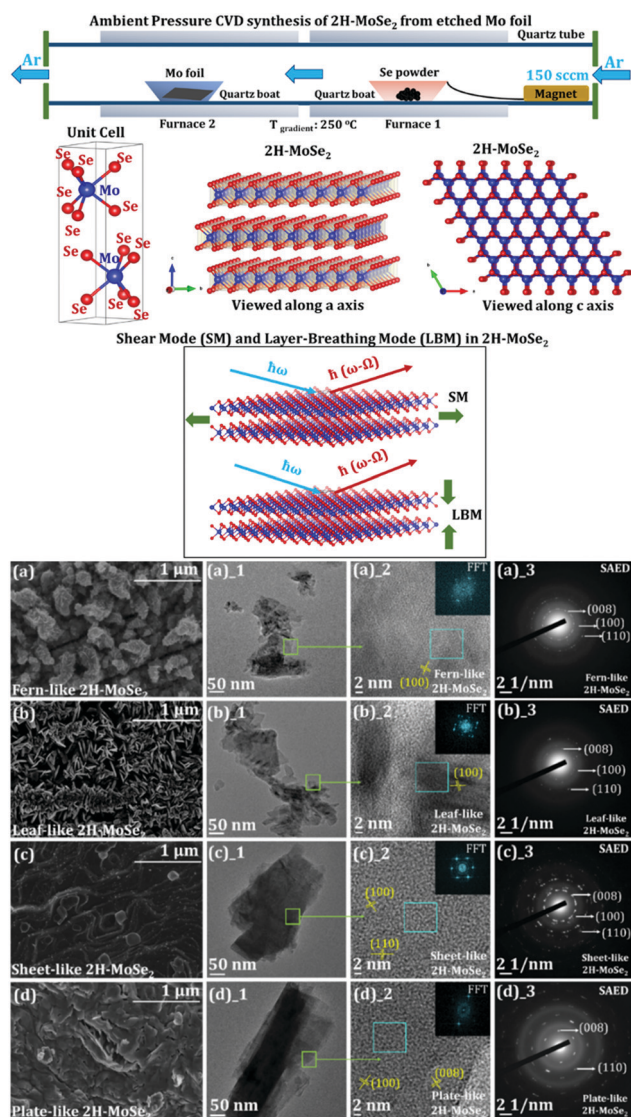 Ambient Pressure CVD synthesis of 2H-MoSe₂ from etched Mo foil
Quartz tube
Ar
Mo foil
Se powder
150 sccm
Ar
Quartz boat
Quartz boat
Magnet
Furnace 2
T gradient: 250 °C
Furnace 1
Unit Cell
2H-MoSe₂
2H-MoSe₂
Se
Se
Se
Se
Se
Se
Mo
Mo
Se
Se
Se
Se
Se
Se
c
b
b
a
Viewed along a axis
Viewed along c axis
Shear Mode (SM) and Layer-Breathing Mode (LBM) in 2H-MoSe₂
ħω
ħ (ω-Ω)
SM
ħω
ħ (ω-Ω)
LBM
(a)
1 μm
Fern-like 2H-MoSe₂
(a)_1
50 nm
(a)_2
FFT
(100)
2 nm
Fern-like
2H-MoSe₂
(a)_3
SAED
(008)
(100)
(110)
2 1/nm
Fern-like
2H-MoSe₂
(b)
1 μm
Leaf-like 2H-MoSe₂
(b)_1
50 nm
(b)_2
FFT
(100)
2 nm
Leaf-like
2H-MoSe₂
(b)_3
SAED
(008)
(100)
(110)
2 1/nm
Leaf-like
2H-MoSe₂
(c)
1 μm
Sheet-like 2H-MoSe₂
(c)_1
50 nm
(c)_2
FFT
(100)
(110)
2 nm
Sheet-like
2H-MoSe₂
(c)_3
SAED
(008)
(100)
(110)
2 1/nm
Sheet-like
2H-MoSe₂
(d)
1 μm
Plate-like 2H-MoSe₂
(d)_1
50 nm
(d)_2
FFT
(100)
(008)
2 nm
Plate-like
2H-MoSe₂
(d)_3
SAED
(008)
(110)
2 1/nm
Plate-like
2H-MoSe₂